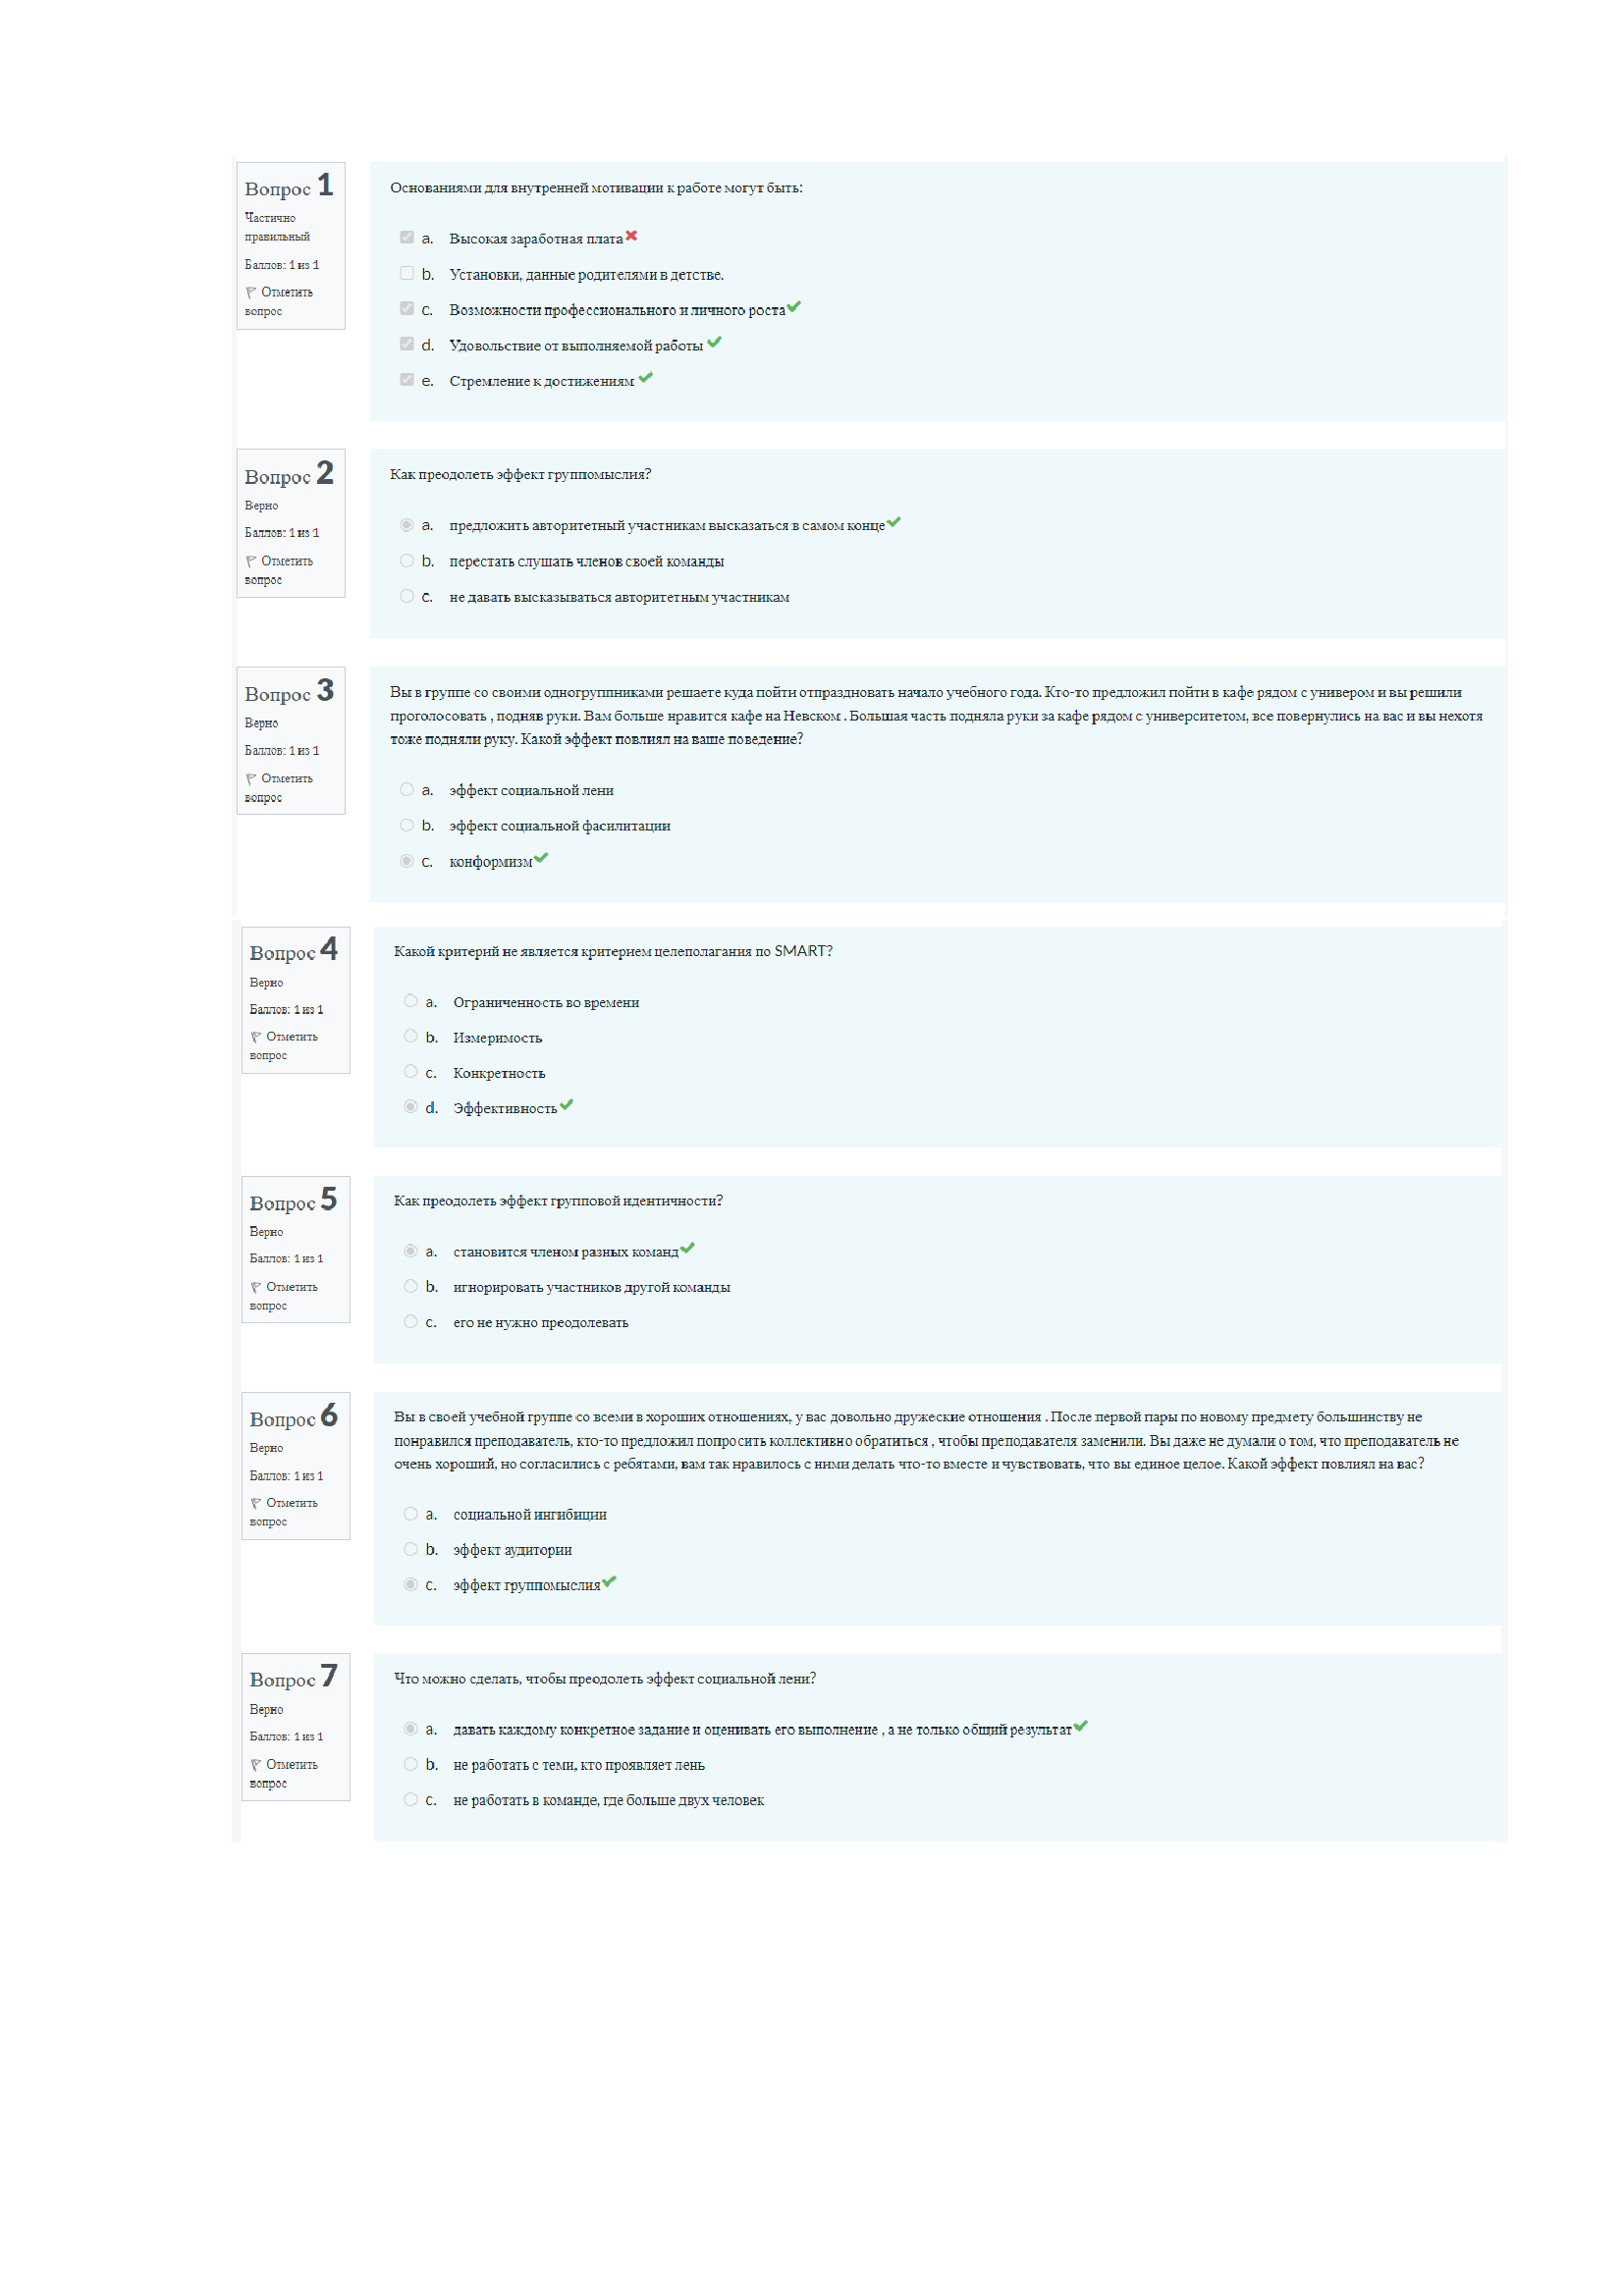 Вопрос 1
Частично
правильный
Баллов: 1 из 1
Отметить
вопрос
Основаниями для внутренней мотивации к работе могут быть:
a. Высокая заработная плата
b. Установки, данные родителями в детстве.
c. Возможности профессионального и личного роста
d. Удовольствие от выполняемой работы
e. Стремление к достижениям
Вопрос 2
Верно
Баллов: 1 из 1
Отметить
вопрос
Как преодолеть эффект группомыслия?
a. предложить авторитетный участникам высказаться в самом конце
b. перестать слушать членов своей команды
c. не давать высказываться авторитетным участникам
Вопрос 3
Верно
Баллов: 1 из 1
Отметить
вопрос
Вы в группе со своими одногруппниками решаете куда пойти отпраздновать начало учебного года. Кто-то предложил пойти в кафе рядом с универом и вы решили
проголосовать , подняв руки. Вам больше нравится кафе на Невском . Большая часть подняла руки за кафе рядом с университетом, все повернулись на вас и вы нехотя
тоже подняли руку. Какой эффект повлиял на ваше поведение?
a. эффект социальной лени
b. эффект социальной фасилитации
c. конформизм
Вопрос 4
Верно
Баллов: 1 из 1
Отметить
вопрос
Какой критерий не является критерием целеполагания по SMART?
a. Ограниченность во времени
b. Измеримость
c. Конкретность
d. Эффективность
Вопрос 5
Верно
Баллов: 1 из 1
Отметить
вопрос
Как преодолеть эффект групповой идентичности?
a. становится членом разных команд
b. игнорировать участников другой команды
c. его не нужно преодолевать
Вопрос 6
Верно
Баллов: 1 из 1
Отметить
вопрос
Вы в своей учебной группе со всеми в хороших отношениях, у вас довольно дружеские отношения . После первой пары по новому предмету большинству не
понравился преподаватель, кто-то предложил попросить коллективно обратиться , чтобы преподавателя заменили. Вы даже не думали о том, что преподаватель не
очень хороший, но согласились с ребятами, вам так нравилось с ними делать что-то вместе и чувствовать, что вы единое целое. Какой эффект повлиял на вас?
a. социальной ингибиции
b. эффект аудитории
c. эффект группомыслия
Вопрос 7
Верно
Баллов: 1 из 1
Отметить
вопрос
Что можно сделать, чтобы преодолеть эффект социальной лени?
a. давать каждому конкретное задание и оценивать его выполнение , а не только общий результат
b. не работать с теми, кто проявляет лень
c. не работать в команде, где больше двух человек